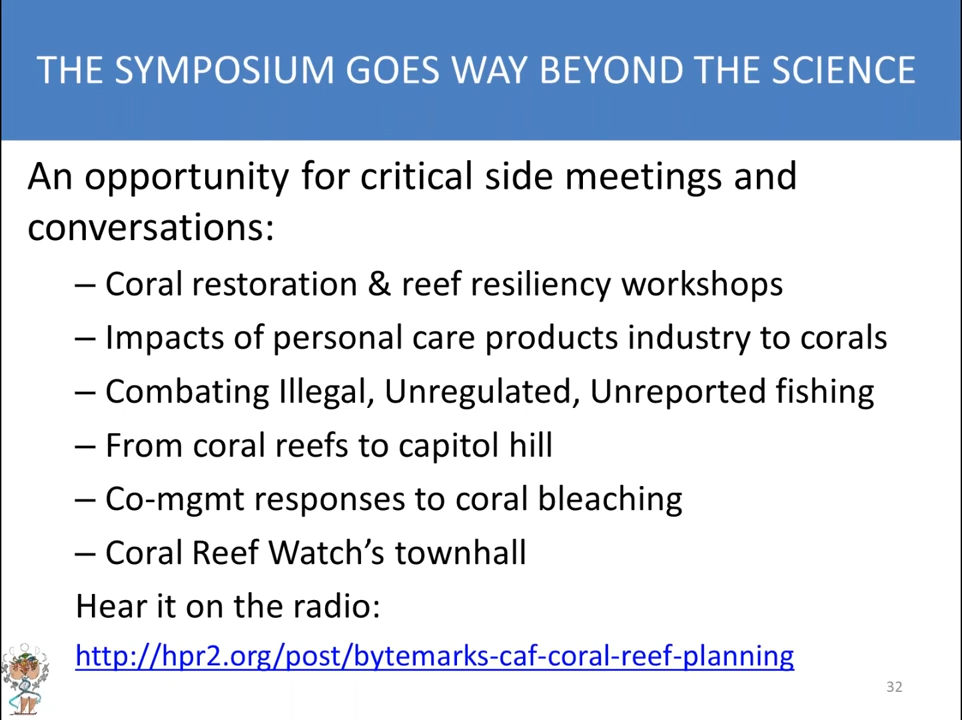 THE SYMPOSIUM GOES WAY BEYOND THE SCIENCE
An opportunity for critical side meetings and
conversations:
– Coral restoration & reef resiliency workshops
– Impacts of personal care products industry to corals
– Combating Illegal, Unregulated, Unreported fishing
– From coral reefs to capitol hill
– Co-mgmt responses to coral bleaching
– Coral Reef Watch’s townhall
Hear it on the radio:
http://hpr2.org/post/bytemarks-caf-coral-reef-planning
32